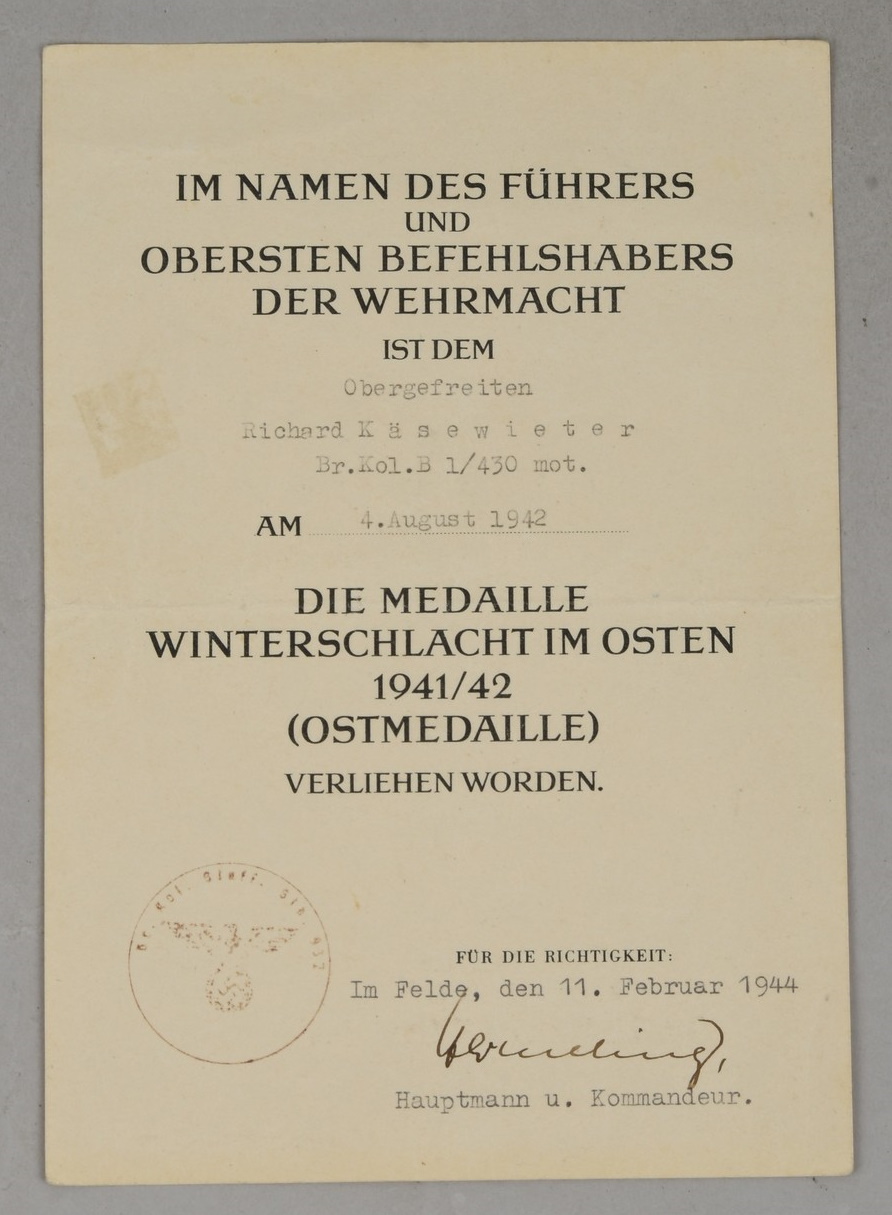 IM NAMEN DES FÜHRERS
UND
OBERSTEN BEFEHLSHABERS
DER WEHRMACHT
IST DEM
Obergefreiten
Richard K ä s e w i e t e r
Br.Kol.B 1/430 mot.
AM 4.August 1942
DIE MEDAILLE
WINTERSCHLACHT IM OSTEN
1941/42
(OSTMEDAILLE)
VERLIEHEN WORDEN.
Br. Kol.
FÜR DIE RICHTIGKEIT:
Im Felde, den 11. Februar 1944
Hauptmann u. Kommandeur.